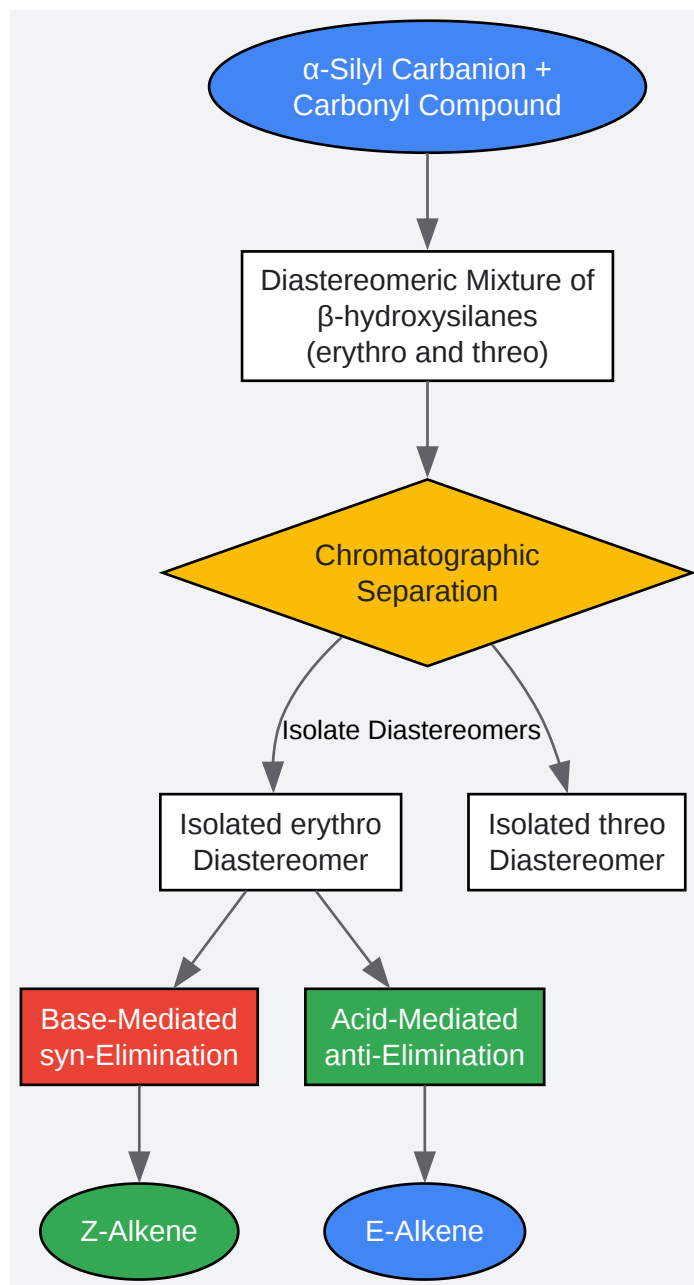 α-Silyl Carbanion +
Carbonyl Compound
Diastereomeric Mixture of
β-hydroxysilanes
(erythro and threo)
Chromatographic
Separation
Isolate Diastereomers
Isolated erythro
Diastereomer
Isolated threo
Diastereomer
Base-Mediated
syn-Elimination
Acid-Mediated
anti-Elimination
Z-Alkene
E-Alkene